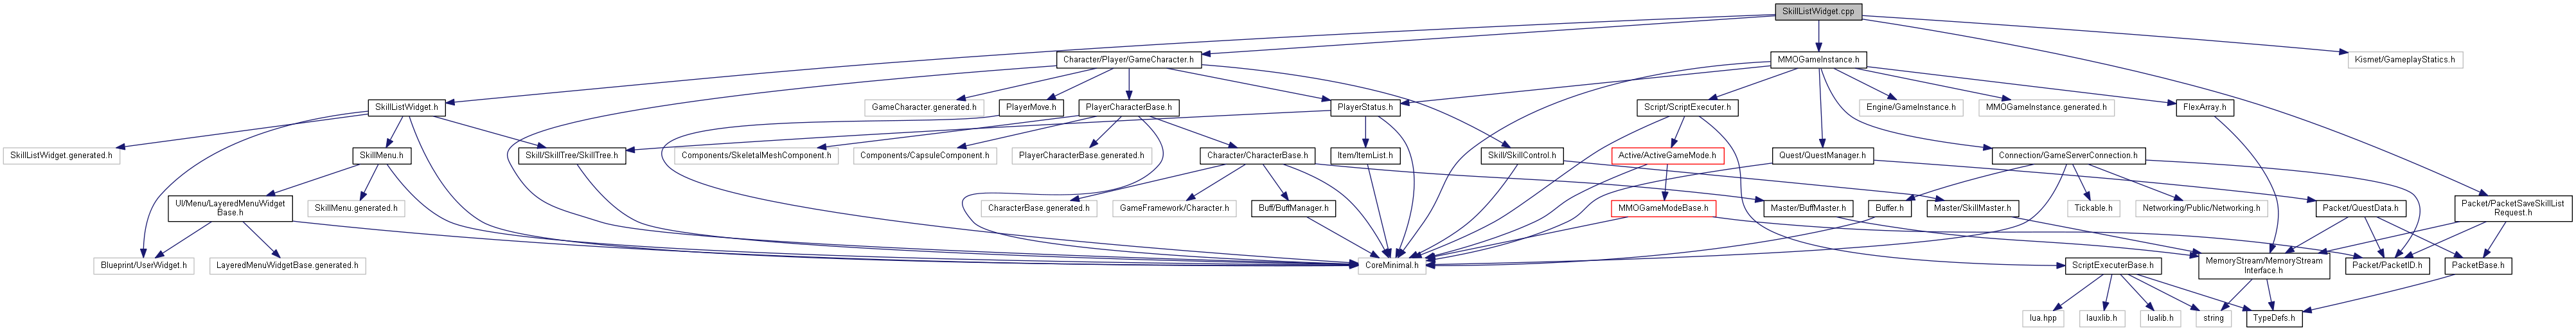 SkillListWidget.cpp
Character/Player/GameCharacter.h
MMOGameInstance.h
Kismet/GameplayStatics.h
SkillListWidget.h
GameCharacter.generated.h
PlayerMove.h
PlayerCharacterBase.h
PlayerStatus.h
Script/ScriptExecuter.h
Engine/GameInstance.h
MMOGameInstance.generated.h
FlexArray.h
SkillListWidget.generated.h
SkillMenu.h
Skill/SkillTree/SkillTree.h
Components/SkeletalMeshComponent.h
Components/CapsuleComponent.h
PlayerCharacterBase.generated.h
Character/CharacterBase.h
Item/ItemList.h
Skill/SkillControl.h
Active/ActiveGameMode.h
Quest/QuestManager.h
Connection/GameServerConnection.h
UI/Menu/LayeredMenuWidget
Base.h
SkillMenu.generated.h
CharacterBase.generated.h
GameFramework/Character.h
Buff/BuffManager.h
MMOGameModeBase.h
Master/BuffMaster.h
Buffer.h
Master/SkillMaster.h
Tickable.h
Networking/Public/Networking.h
Packet/QuestData.h
Packet/PacketSaveSkillList
Request.h
Blueprint/UserWidget.h
LayeredMenuWidgetBase.generated.h
CoreMinimal.h
ScriptExecuterBase.h
MemoryStream/MemoryStream
Interface.h
Packet/PacketID.h
PacketBase.h
lua.hpp
lauxlib.h
lualib.h
string
TypeDefs.h